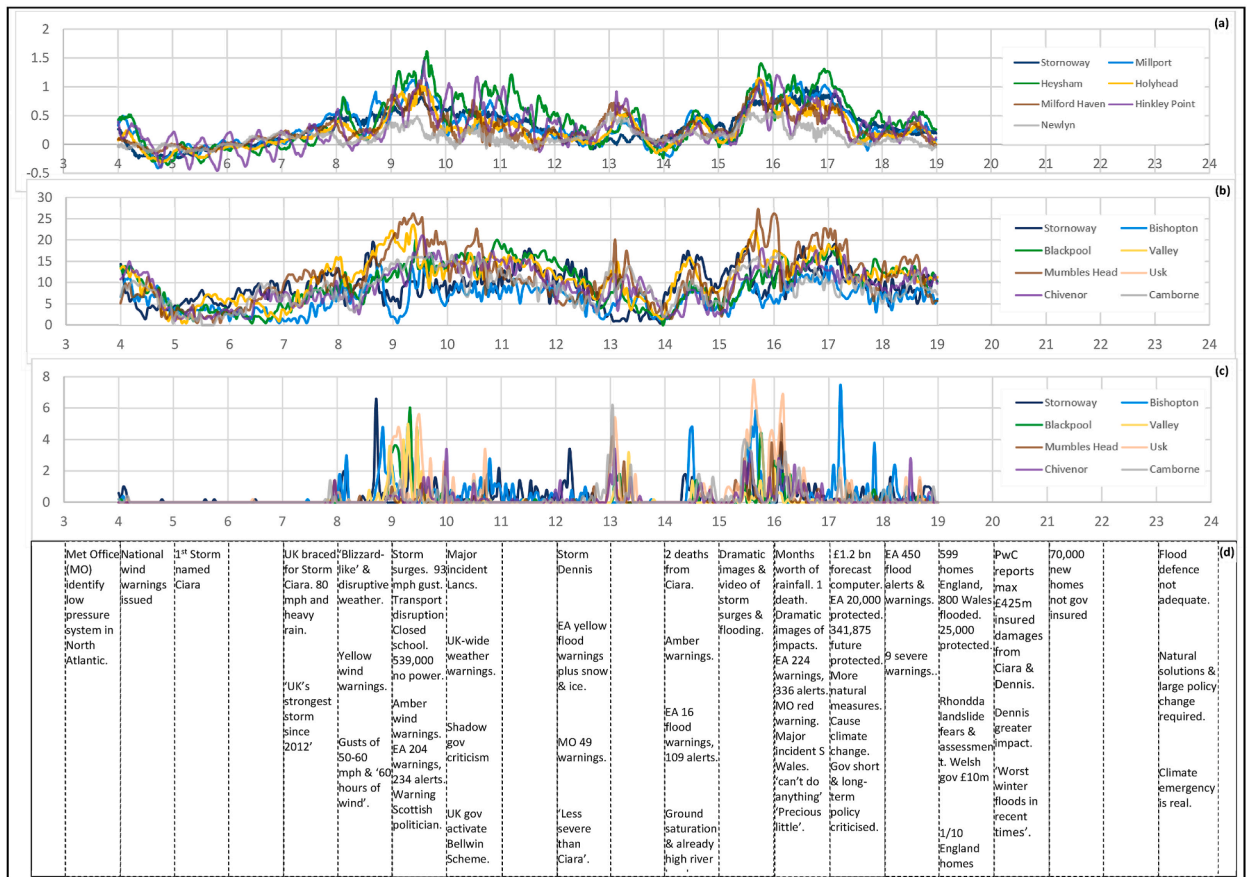 (a)
2
1.5
1
0.5
0
-0.5
3 4 5 6 7 8 9 10 11 12 13 14 15 16 17 18 19 20 21 22 23 24
Stornoway Millport
Heysham Holyhead
Milford Haven Hinkley Point
Newlyn
(b)
30
25
20
15
10
5
0
3 4 5 6 7 8 9 10 11 12 13 14 15 16 17 18 19 20 21 22 23 24
Stornoway Bishopton
Blackpool Valley
Mumbles Head Usk
Chivenor Camborne
(c)
8
6
4
2
0
3 4 5 6 7 8 9 10 11 12 13 14 15 16 17 18 19 20 21 22 23 24
Stornoway Bishopton
Blackpool Valley
Mumbles Head Usk
Chivenor Camborne
(d)
Met Office
(MO)
identify
low
pressure
system in
North
Atlantic.
National
wind
warnings
issued
1st Storm
named
Ciara
UK braced
for Storm
Ciara. 80
mph and
heavy
rain.
'UK's
strongest
storm
since
2012'
'Blizzard-
like' &
disruptive
weather.
Yellow
wind
warnings.
Gusts of
50-60
mph & '60
hours of
wind'.
Storm
surges. 93
mph gust.
Transport
disruption
Closed
school.
539,000
no power.
Amber
wind
warnings.
EA 204
warnings,
234 alerts.
Warning
Scottish
politician.
Major
incident
Lancs.
UK-wide
weather
warnings.
Shadow
gov
criticism
UK gov
activate
Bellwin
Scheme.
Storm
Dennis
EA yellow
flood
warnings
plus snow
& ice.
MO 49
warnings.
'Less
severe
than
Ciara'.
2 deaths
from
Ciara.
Amber
warnings.
EA 16
flood
warnings,
109 alerts.
Ground
saturation
& already
high river
Dramatic
images &
video of
storm
surges &
flooding.
Months
worth of
rainfall. 1
death.
Dramatic
images of
impacts.
EA 224
warnings,
336 alerts.
MO red
warning.
Major
incident S
Wales.
'can't do
anything'
'Precious
little'.
£1.2 bn
forecast
computer.
EA 20,000
protected.
341,875
future
protected.
More
natural
measures.
Cause
climate
change.
Gov short
& long-
term
policy
criticised.
EA 450
flood
alerts &
warnings.
9 severe
warnings..
599
homes
England,
800 Wales
flooded.
25,000
protected.
Rhondda
landslide
fears &
assessmen
t. Welsh
gov £10m
1/10
England
homes
PwC
reports
max
£425m
insured
damages
from
Ciara &
Dennis.
Dennis
greater
impact.
'Worst
winter
floods in
recent
times'.
70,000
new
homes
not gov
insured
Flood
defence
not
adequate.
Natural
solutions &
large policy
change
required.
Climate
emergency
is real.